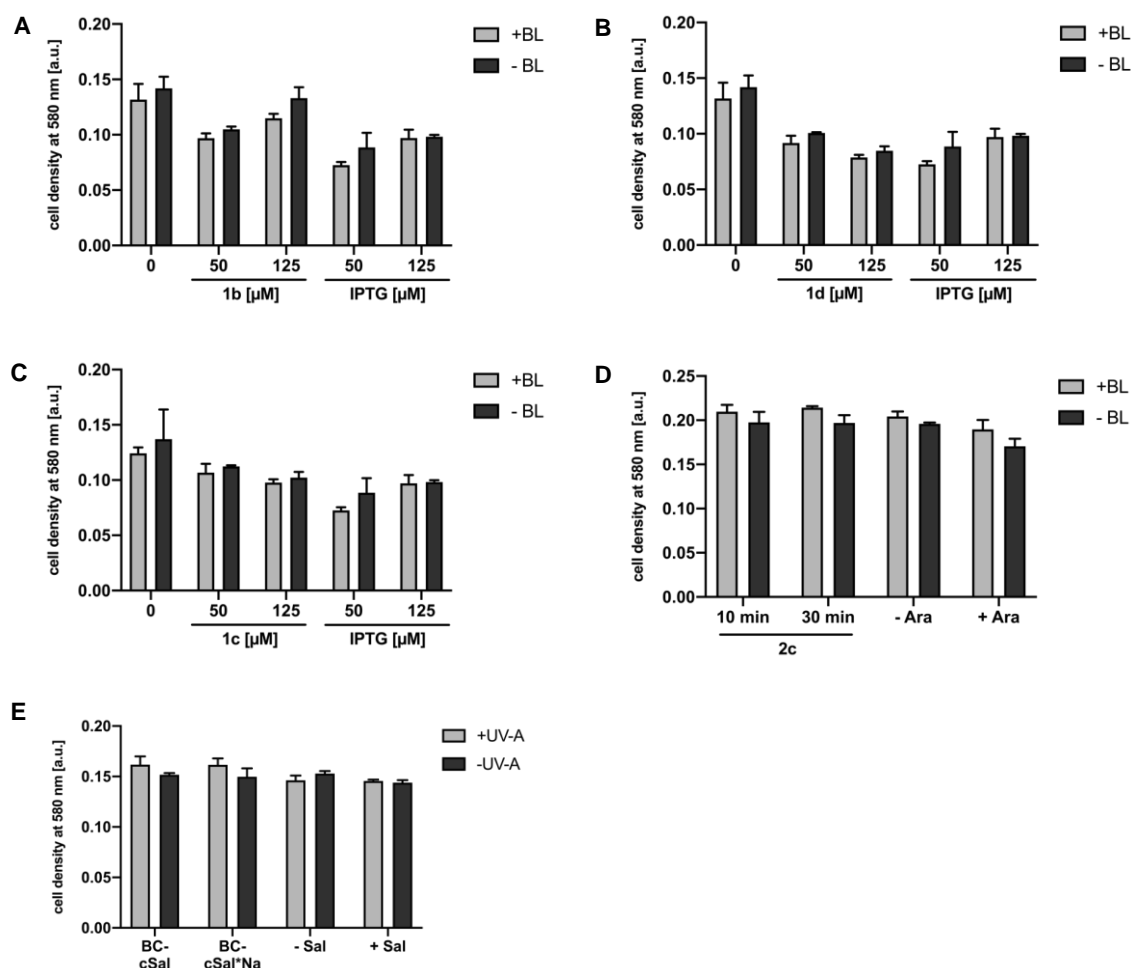 A
cell density at 580 nm [a.u.]
0.20
0.15
0.10
0.05
0.00
+BL
- BL
0 50 125 50 125
1b [µM] IPTG [µM]
B
cell density at 580 nm [a.u.]
0.20
0.15
0.10
0.05
0.00
+BL
- BL
0 50 125 50 125
1d [µM] IPTG [µM]
C
cell density at 580 nm [a.u.]
0.20
0.15
0.10
0.05
0.00
+BL
- BL
0 50 125 50 125
1c [µM] IPTG [µM]
D
cell density at 580 nm [a.u.]
0.25
0.20
0.15
0.10
0.05
0.00
+BL
- BL
10 min 30 min - Ara + Ara
2c
E
cell density at 580 nm [a.u.]
0.20
0.15
0.10
0.05
0.00
+UV-A
-UV-A
BC- BC- - Sal + Sal
cSal cSal*Na